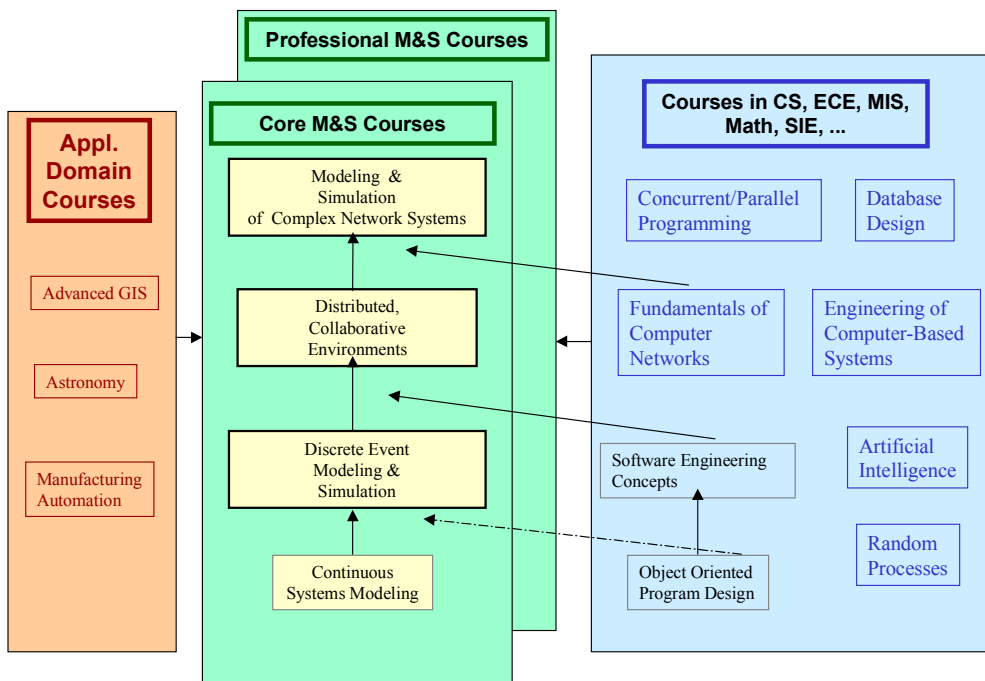 Professional M&S Courses
Core M&S Courses
Modeling &
Simulation
of Complex Network Systems
Distributed,
Collaborative
Environments
Discrete Event
Modeling &
Simulation
Continuous
Systems Modeling
Appl.
Domain
Courses
Advanced GIS
Astronomy
Manufacturing
Automation
Courses in CS, ECE, MIS,
Math, SIE, ...
Concurrent/Parallel
Programming
Database
Design
Fundamentals of
Computer
Networks
Engineering of
Computer-Based
Systems
Software Engineering
Concepts
Artificial
Intelligence
Object Oriented
Program Design
Random
Processes